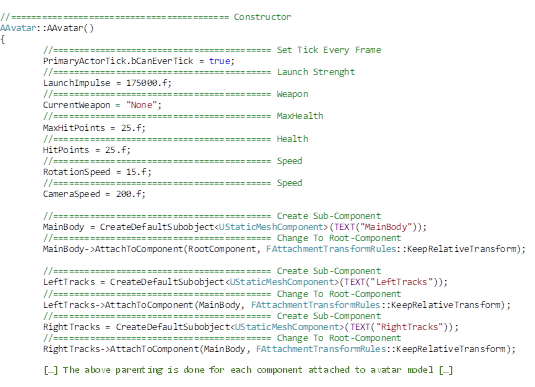 //======================================== Constructor
AAvatar::AAvatar()
{
//======================================== Set Tick Every Frame
PrimaryActorTick.bCanEverTick = true;
//======================================== Launch Strenght
LaunchImpulse = 175000.f;
//======================================== Weapon
CurrentWeapon = "None";
//======================================== MaxHealth
MaxHitPoints = 25.f;
//======================================== Health
HitPoints = 25.f;
//======================================== Speed
RotationSpeed = 15.f;
//======================================== Speed
CameraSpeed = 200.f;
//======================================== Create Sub-Component
MainBody = CreateDefaultSubobject<UStaticMeshComponent>(TEXT("MainBody"));
//======================================== Change To Root-Component
MainBody->AttachToComponent(RootComponent, FAttachmentTransformRules::KeepRelativeTransform);
//======================================== Create Sub-Component
LeftTracks = CreateDefaultSubobject<UStaticMeshComponent>(TEXT("LeftTracks"));
//======================================== Change To Root-Component
LeftTracks->AttachToComponent(MainBody, FAttachmentTransformRules::KeepRelativeTransform);
//======================================== Create Sub-Component
RightTracks = CreateDefaultSubobject<UStaticMeshComponent>(TEXT("RightTracks"));
//======================================== Change To Root-Component
RightTracks->AttachToComponent(MainBody, FAttachmentTransformRules::KeepRelativeTransform);
[…] The above parenting is done for each component attached to avatar model […]